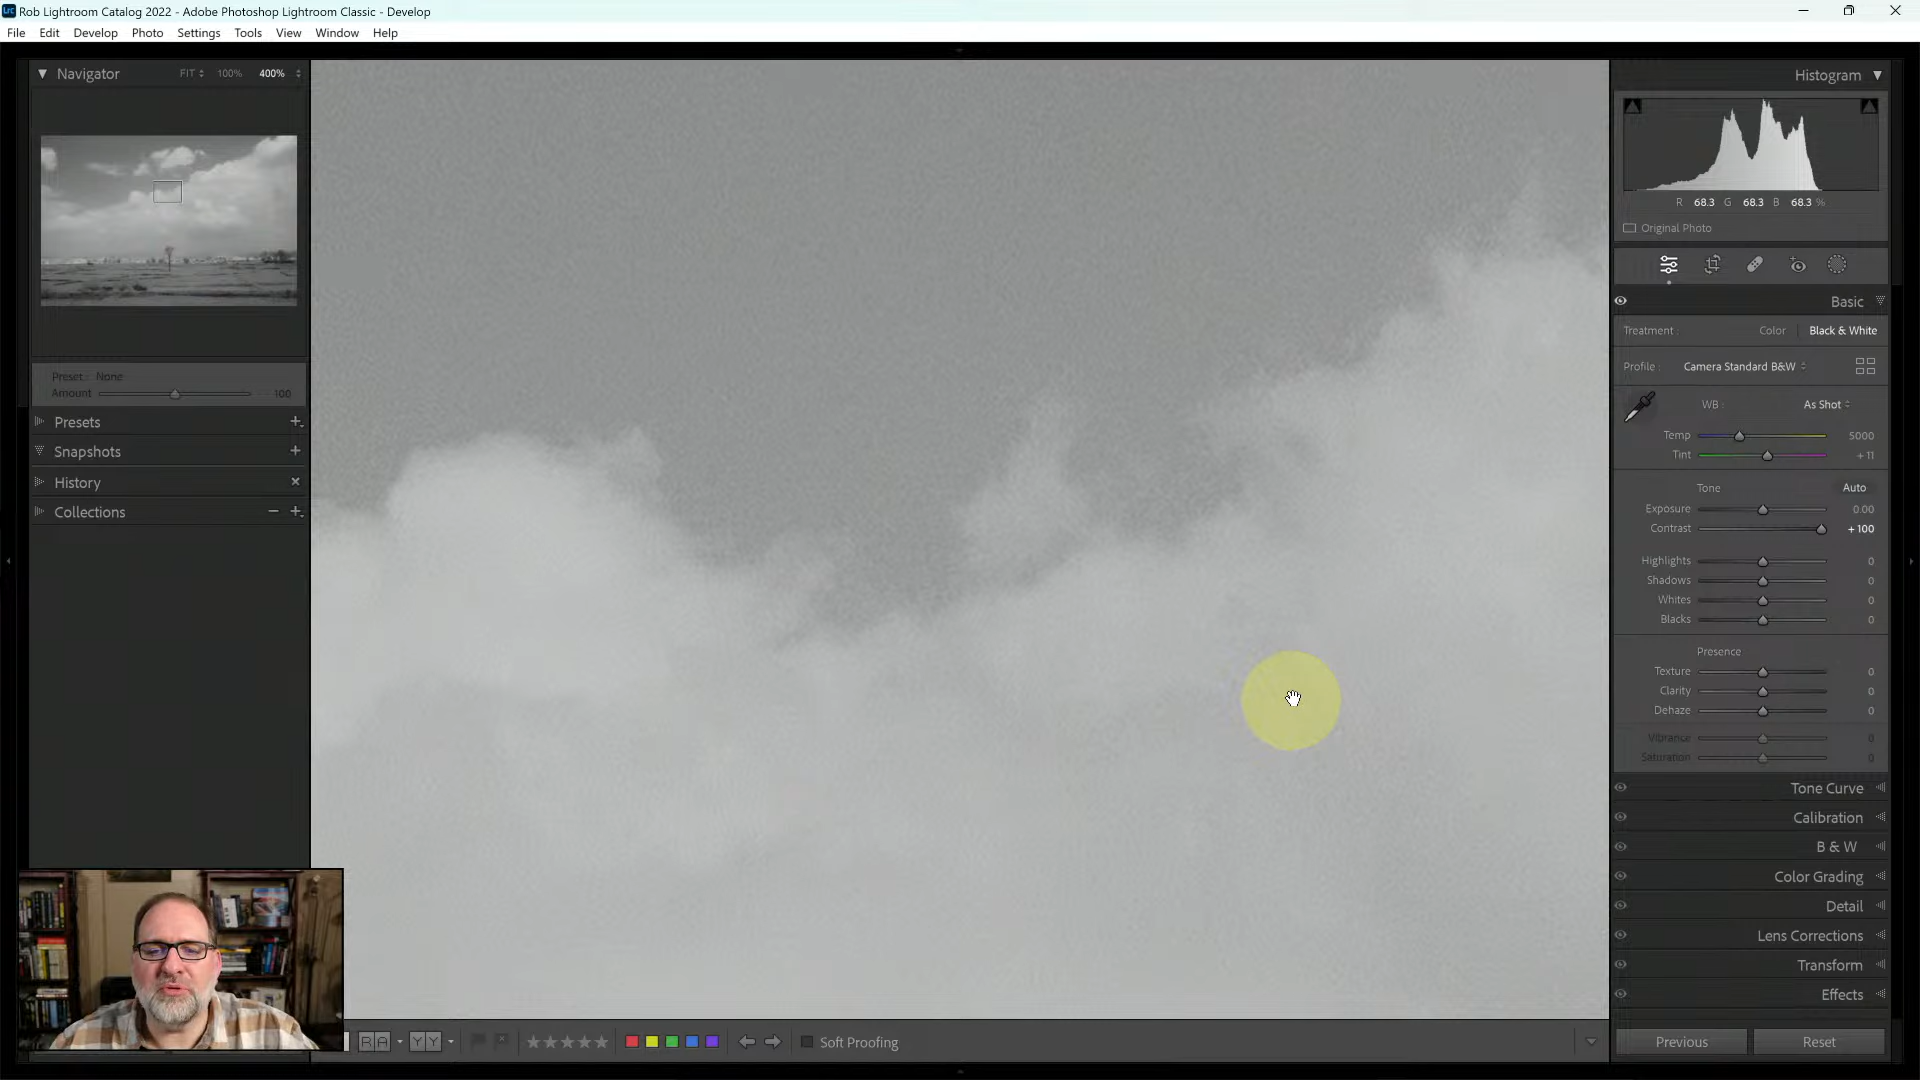 Lrc Rob Lightroom Catalog 2022 - Adobe Photoshop Lightroom Classic - Develop
File Edit Develop Photo Settings Tools View Window Help
Navigator FIT 100% 400%
Preset: None
Amount 100
Presets
Snapshots
History
Collections
Histogram
R 68.3 G 68.3 B 68.3 %
Original Photo
Basic
Treatment : Color Black & White
Profile : Camera Standard B&W
WB : As Shot
Temp 5000
Tint + 11
Tone Auto
Exposure 0.00
Contrast + 100
Highlights 0
Shadows 0
Whites 0
Blacks 0
Presence
Texture 0
Clarity 0
Dehaze 0
Vibrance 0
Saturation 0
Tone Curve
Calibration
B & W
Color Grading
Detail
Lens Corrections
Transform
Effects
R A Y Y Soft Proofing
Previous Reset